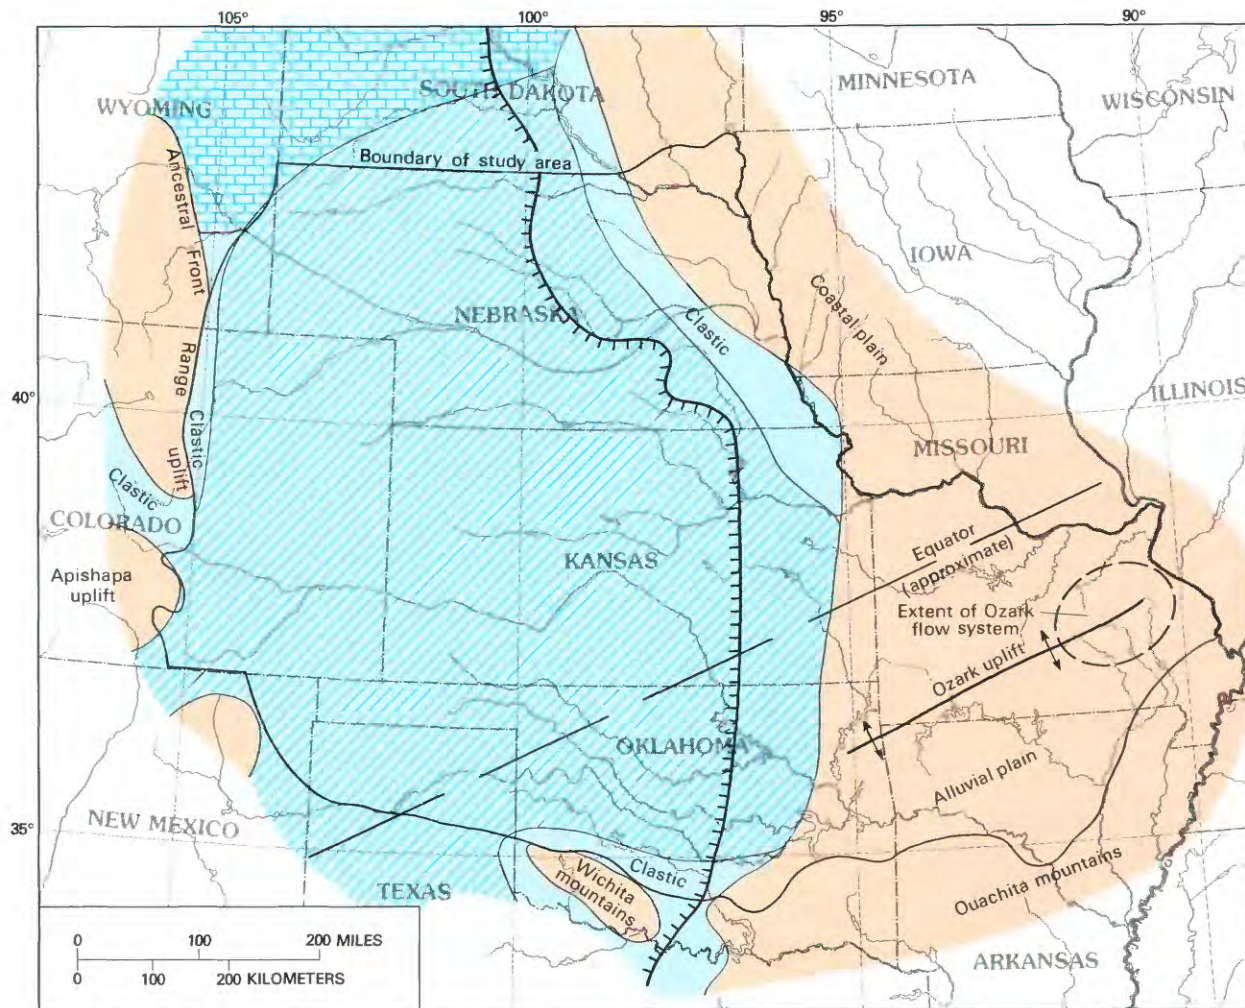 105°
100°
95°
90°
MINNESOTA
WISCONSIN
SOUTH DAKOTA
WYOMING
Boundary of study area
Ancestral
Front
Range
uplift
IOWA
Coastal plain
NEBRASKA
Clastic
40°
ILLINOIS
Clastic
MISSOURI
Clastic
COLORADO
Equator
(approximate)
KANSAS
Apishapa
uplift
Extent of Ozark
flow system
Ozark uplift
OKLAHOMA
Alluvial plain
35°
NEW MEXICO
Clastic
Wichita
mountains
TEXAS
Ouachita mountains
ARKANSAS
0 100 200 MILES
0 100 200 KILOMETERS